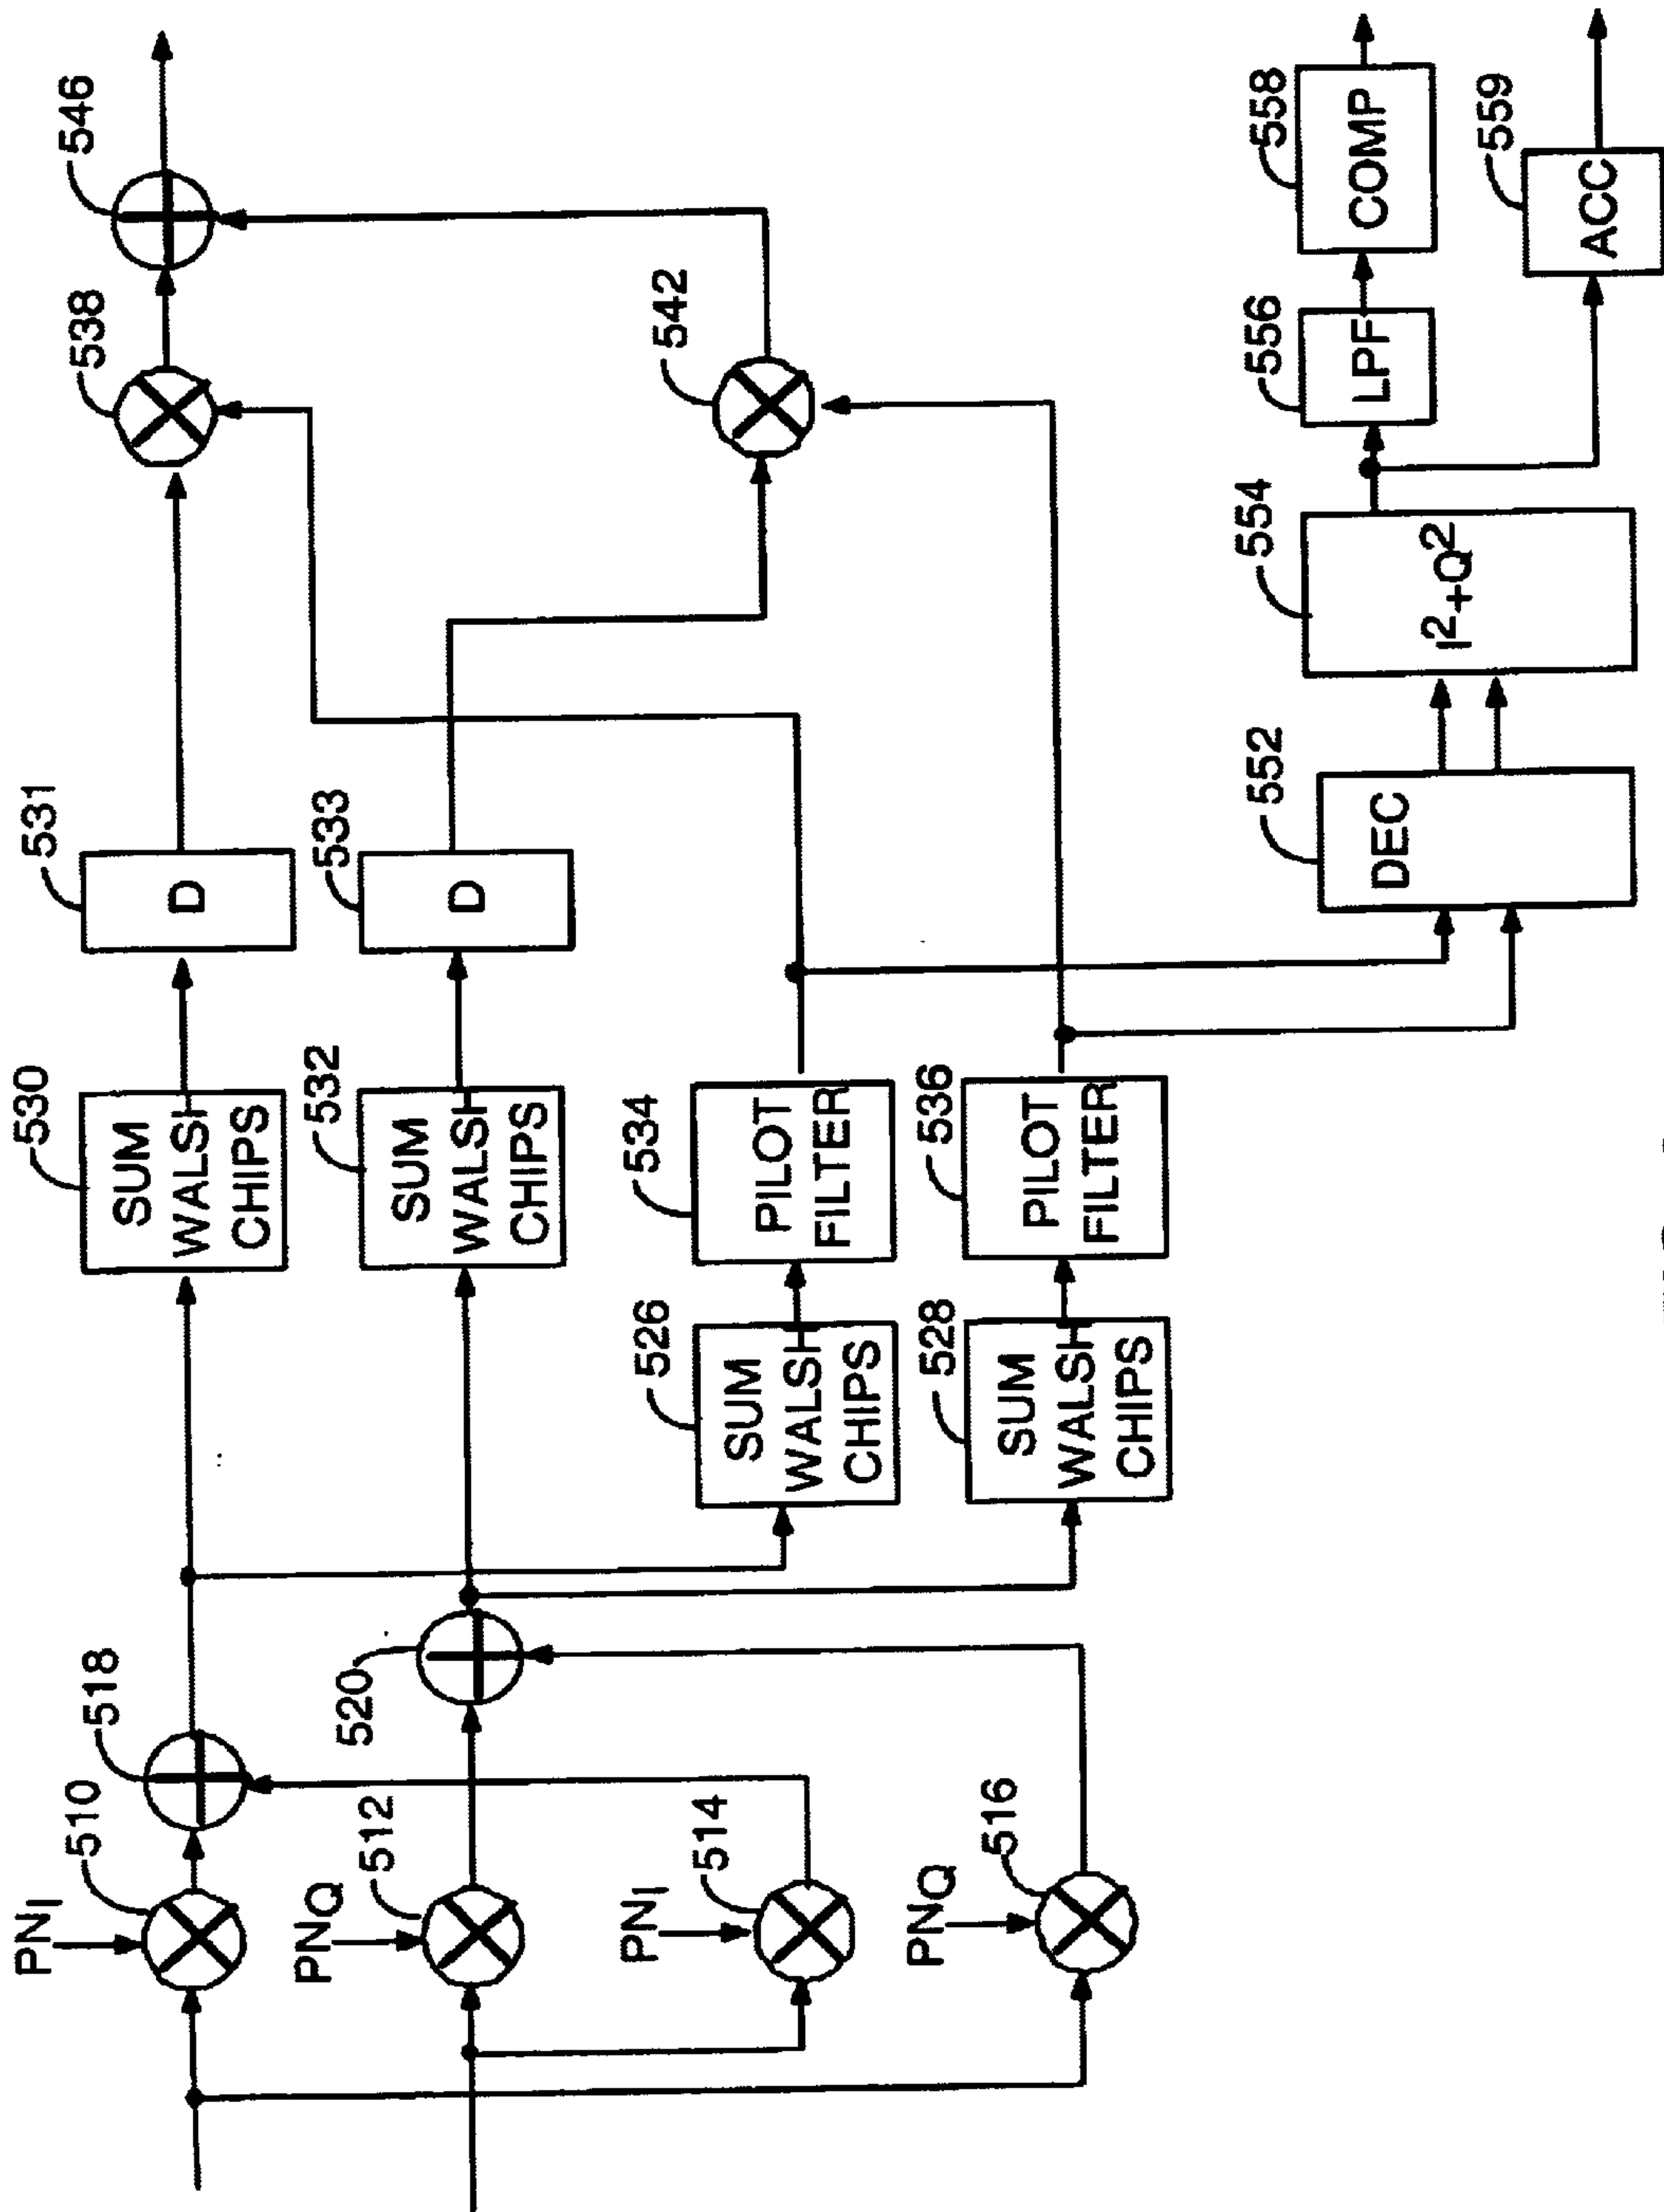 PNI
510
518
530
SUM
WALSH
CHIPS
531
D
538
546
PNQ
512
520
532
SUM
WALSH
CHIPS
533
D
542
PNI
514
526
SUM
WALSH
CHIPS
534
PILOT
FILTER
PNQ
516
528
SUM
WALSH
CHIPS
536
PILOT
FILTER
552
DEC
554
I²+Q²
556
LPF
558
COMP
559
ACC